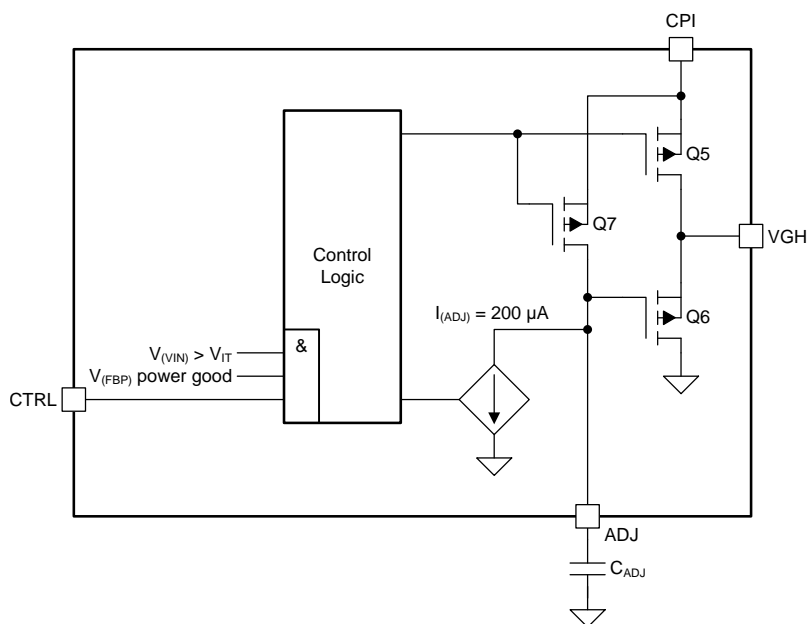 CPI
Q5
Q7
Control
Logic
VGH
I(ADJ) = 200 µA
Q6
&
V(VIN) > VIT
V(FBP) power good
CTRL
ADJ
CADJ